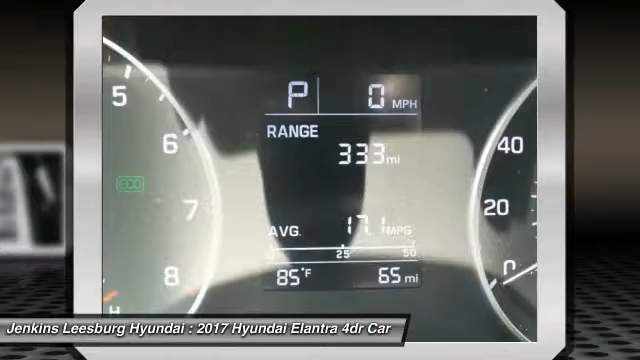 P 0 MPH
5
RANGE
6 333 mi 40
ECO
7 20
AVG. 17.1 MPG
25 50
8 85°F 65 mi 0
H
Jenkins Leesburg Hyundai : 2017 Hyundai Elantra 4dr Car